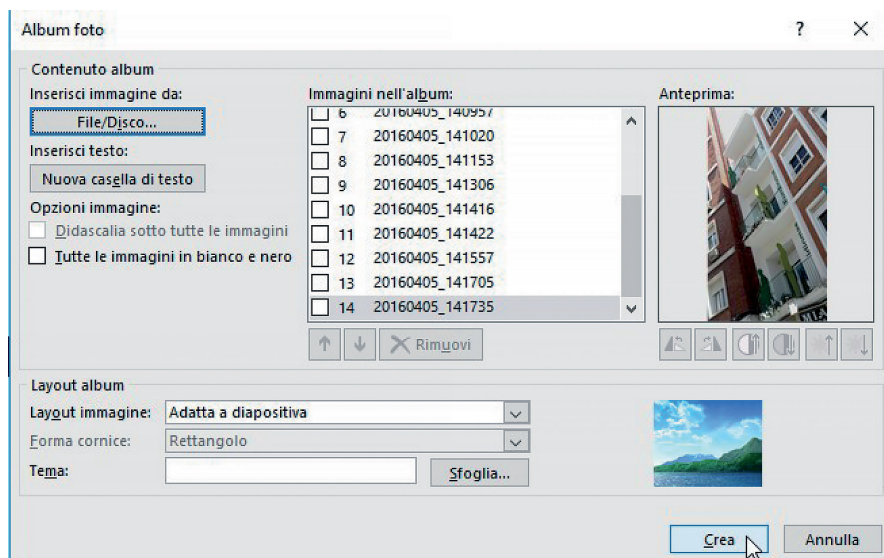 Album foto
?
Contenuto album
Inserisci immagine da:
File/Disco...
Inserisci testo:
Nuova casella di testo
Opzioni immagine:
Didascalia sotto tutte le immagini
Tutte le immagini in bianco e nero
Immagini nell'album:
6 20160405_140957
7 20160405_141020
8 20160405_141153
9 20160405_141306
10 20160405_141416
11 20160405_141422
12 20160405_141557
13 20160405_141705
14 20160405_141735
Rimuovi
Anteprima:
MIA
Layout album
Layout immagine: Adatta a diapositiva
Forma cornice: Rettangolo
Tema:
Sfoglia...
Crea
Annulla